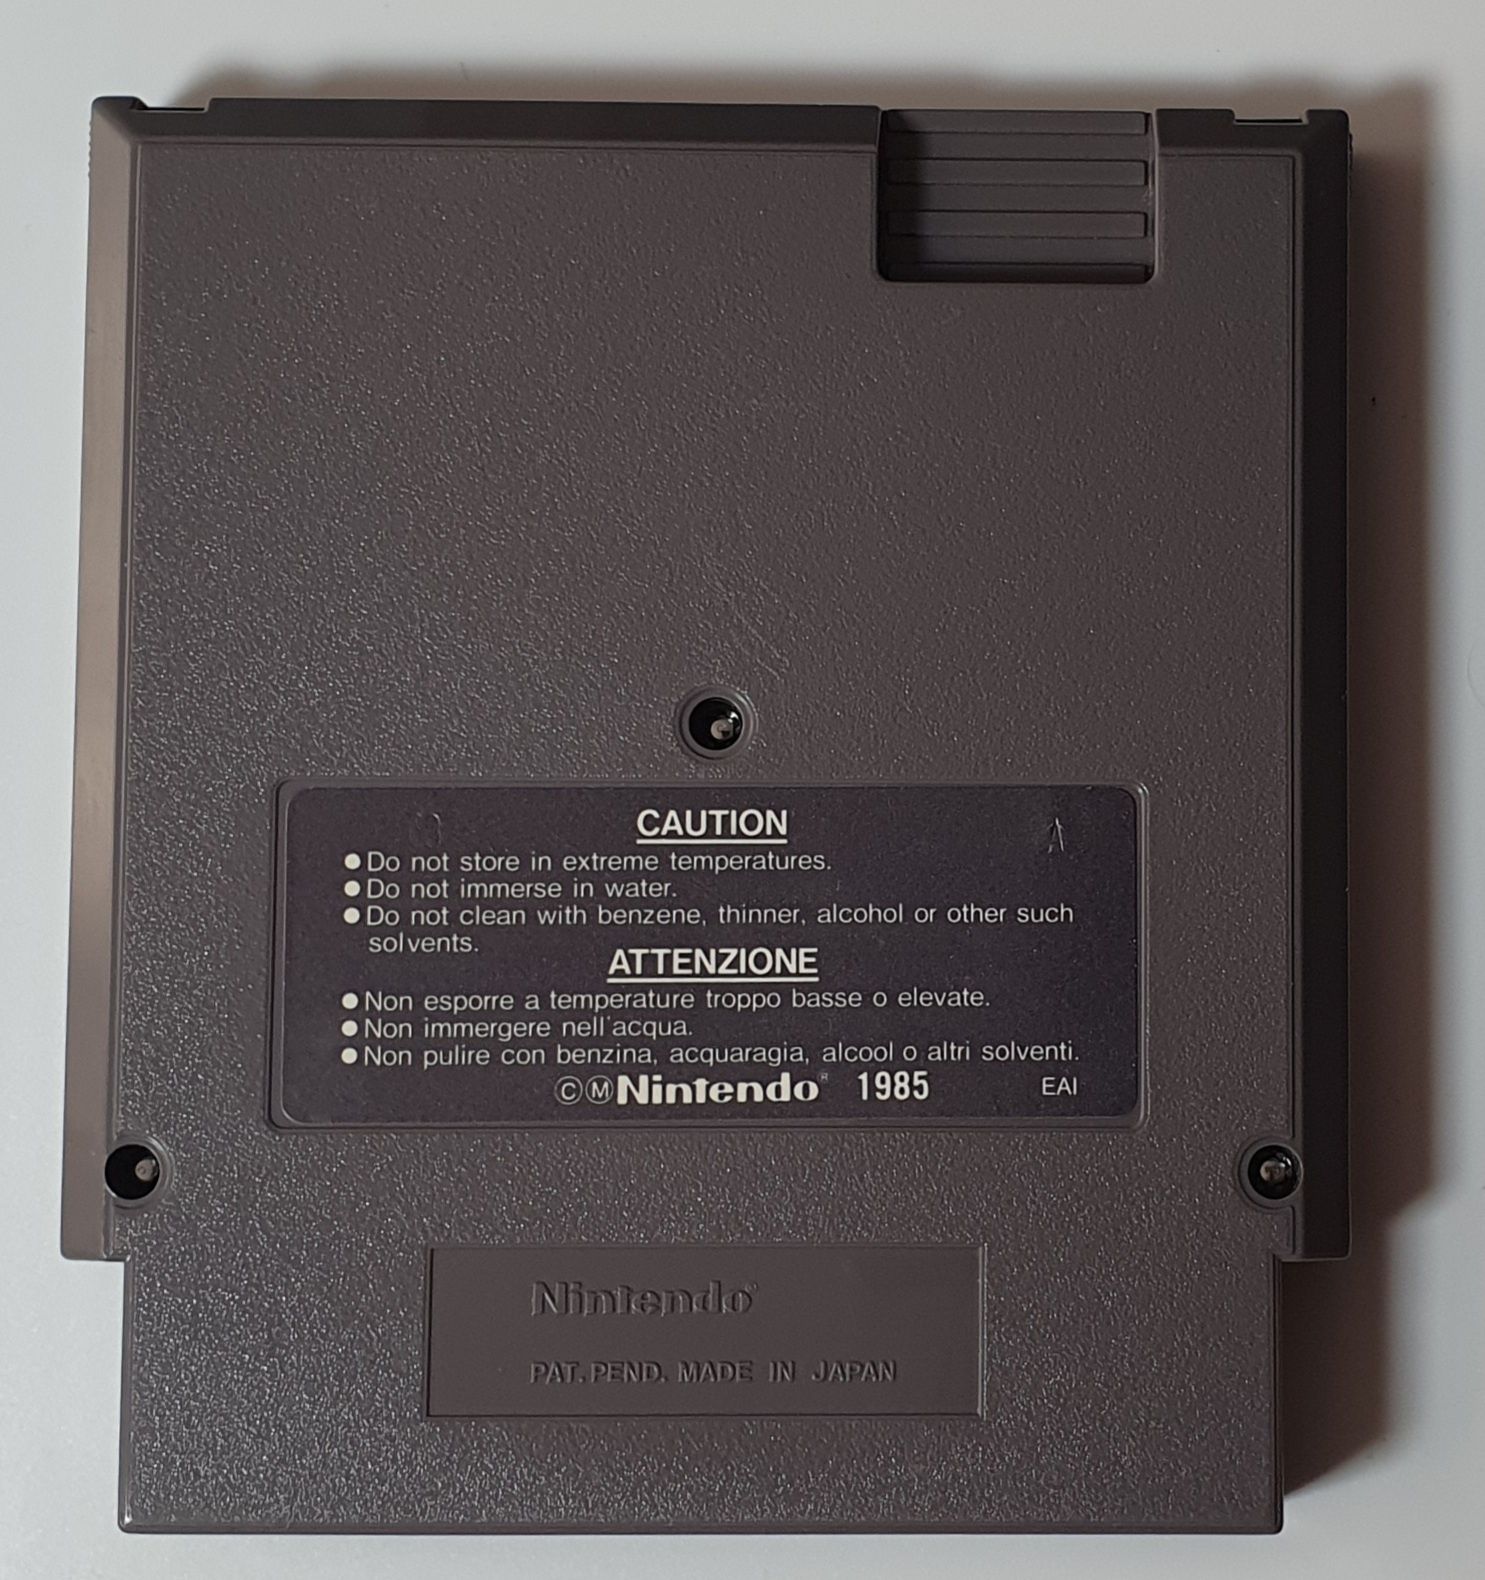 CAUTION
●Do not store in extreme temperatures.
●Do not immerse in water.
●Do not clean with benzene, thinner, alcohol or other such
solvents.
ATTENZIONE
●Non esporre a temperature troppo basse o elevate.
●Non immergere nell'acqua.
●Non pulire con benzina, acquaragia, alcool o altri solventi.
ⒸⓂNintendo® 1985 EAI
Nintendo®
PAT. PEND. MADE IN JAPAN